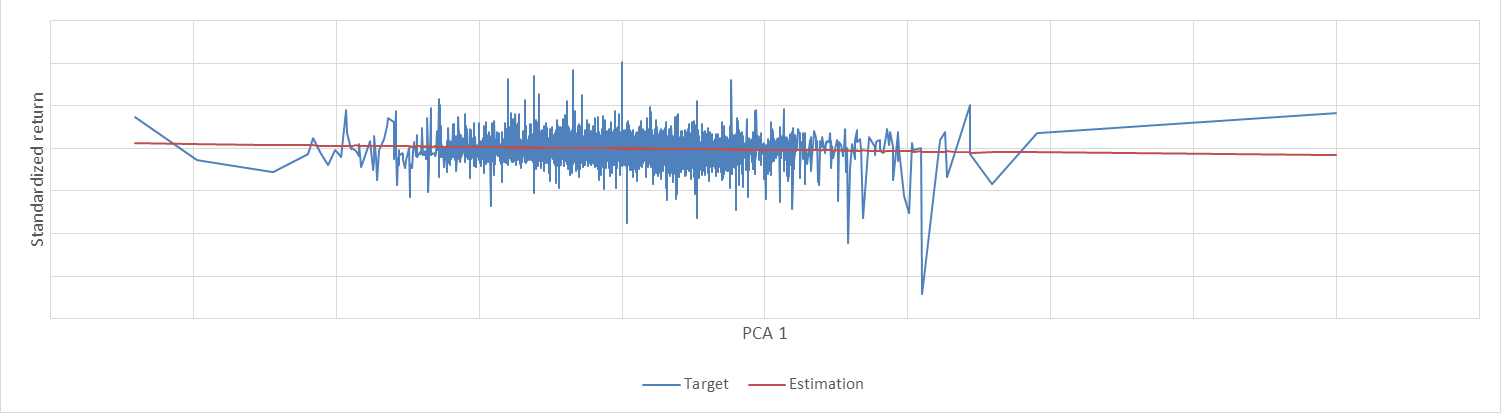 Standardized return
PCA 1
Target
Estimation